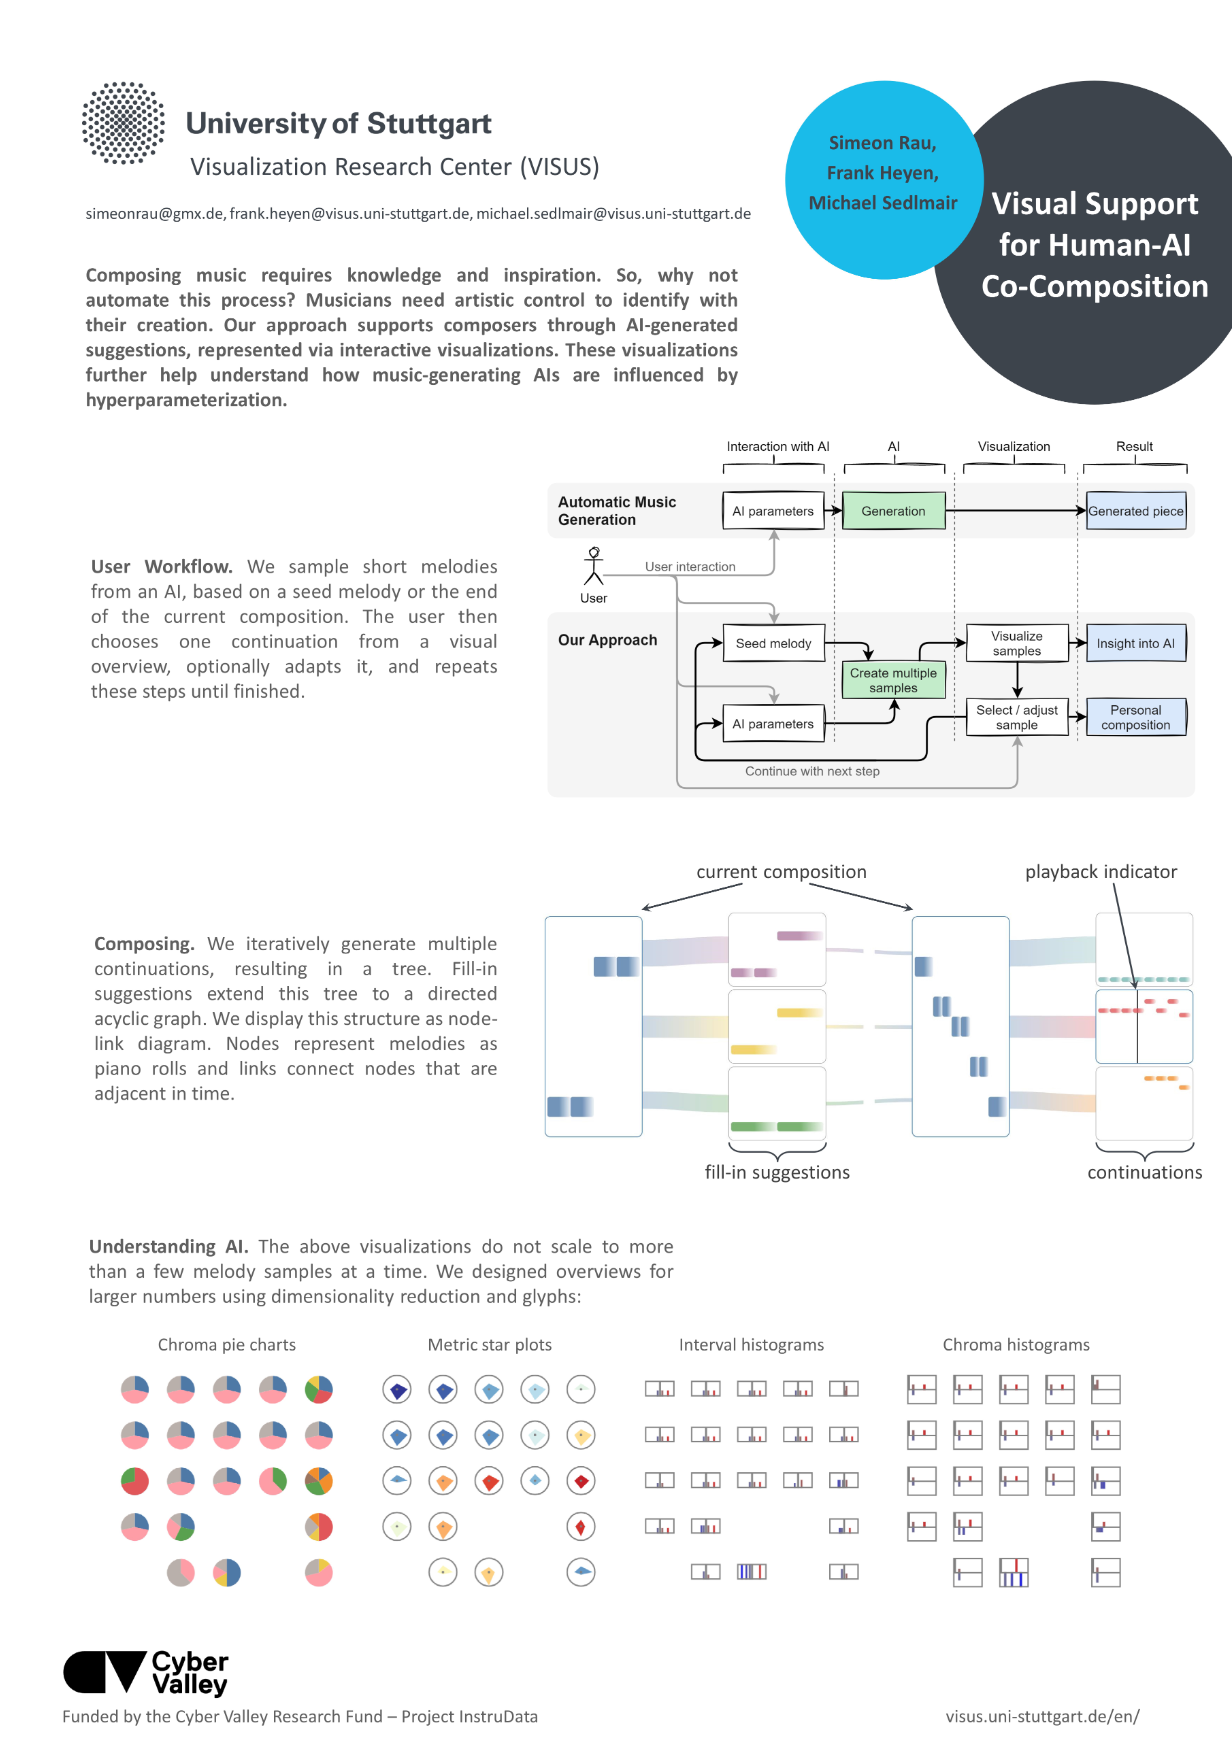 University of Stuttgart
Visualization Research Center (VISUS)
simeonrau@gmx.de, frank.heyen@visus.uni-stuttgart.de, michael.sedlmair@visus.uni-stuttgart.de
Simeon Rau,
Frank Heyen,
Michael Sedlmair
Visual Support
for Human-AI
Co-Composition
Composing music requires knowledge and inspiration. So, why not
automate this process? Musicians need artistic control to identify with
their creation. Our approach supports composers through AI-generated
suggestions, represented via interactive visualizations. These visualizations
further help understand how music-generating AIs are influenced by
hyperparameterization.
Interaction with AI
AI
Visualization
Result
Automatic Music
Generation
AI parameters
Generation
Generated piece
User interaction
User
Our Approach
Seed melody
Create multiple
samples
Visualize
samples
Insight into AI
AI parameters
Select / adjust
sample
Personal
composition
Continue with next step
User Workflow. We sample short melodies
from an AI, based on a seed melody or the end
of the current composition. The user then
chooses one continuation from a visual
overview, optionally adapts it, and repeats
these steps until finished.
current composition
playback indicator
Composing. We iteratively generate multiple
continuations, resulting in a tree. Fill-in
suggestions extend this tree to a directed
acyclic graph. We display this structure as node-
link diagram. Nodes represent melodies as
piano rolls and links connect nodes that are
adjacent in time.
fill-in suggestions
continuations
Understanding AI. The above visualizations do not scale to more
than a few melody samples at a time. We designed overviews for
larger numbers using dimensionality reduction and glyphs:
Chroma pie charts
Metric star plots
Interval histograms
Chroma histograms
Cyber
Valley
Funded by the Cyber Valley Research Fund – Project InstruData
visus.uni-stuttgart.de/en/